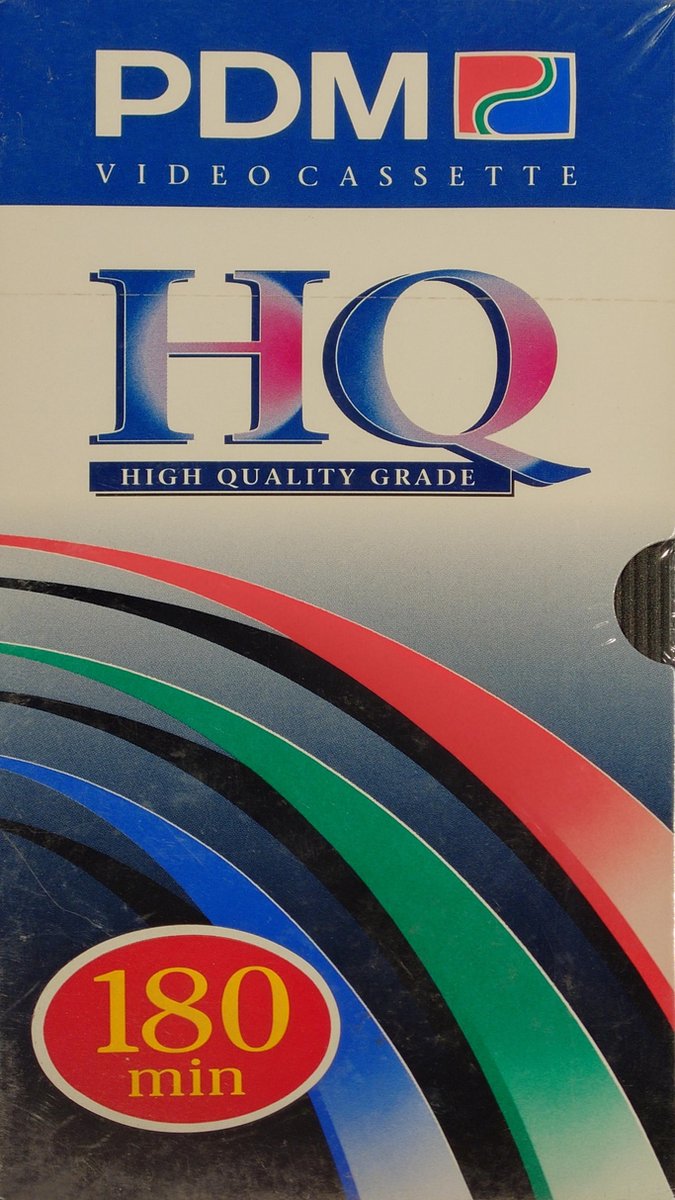 PDM
VIDEOCASSETTE
HQ
HIGH QUALITY GRADE
180
min